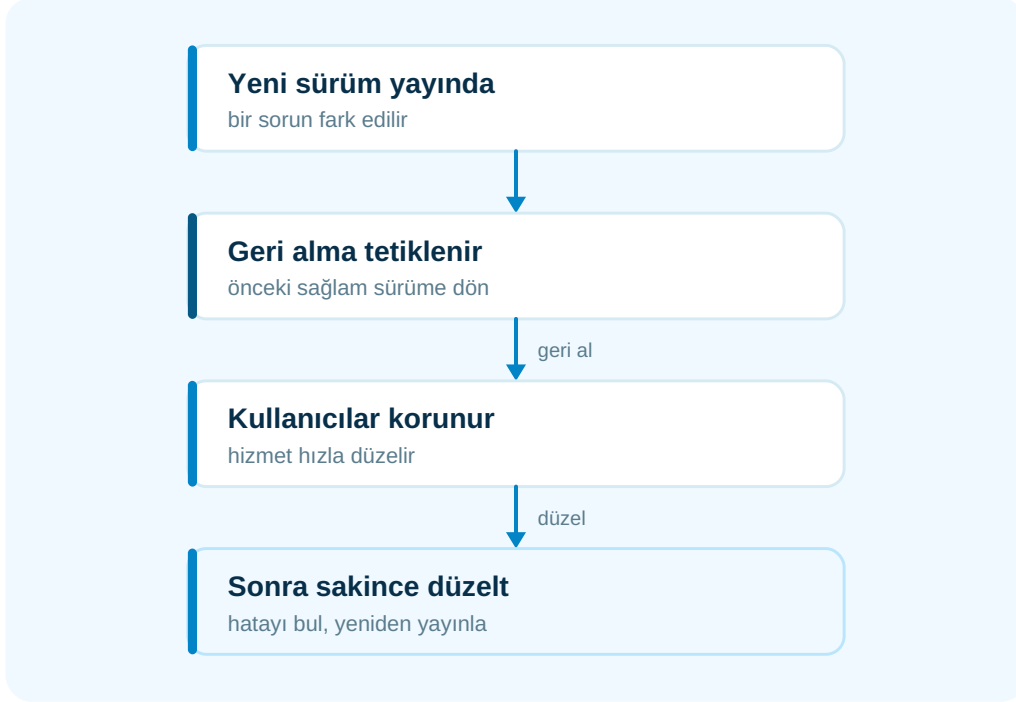 Yeni sürüm yayında
bir sorun fark edilir
Geri alma tetiklenir
önceki sağlam sürüme dön
geri al
Kullanıcılar korunur
hizmet hızla düzelir
düzel
Sonra sakince düzelt
hatayı bul, yeniden yayınla